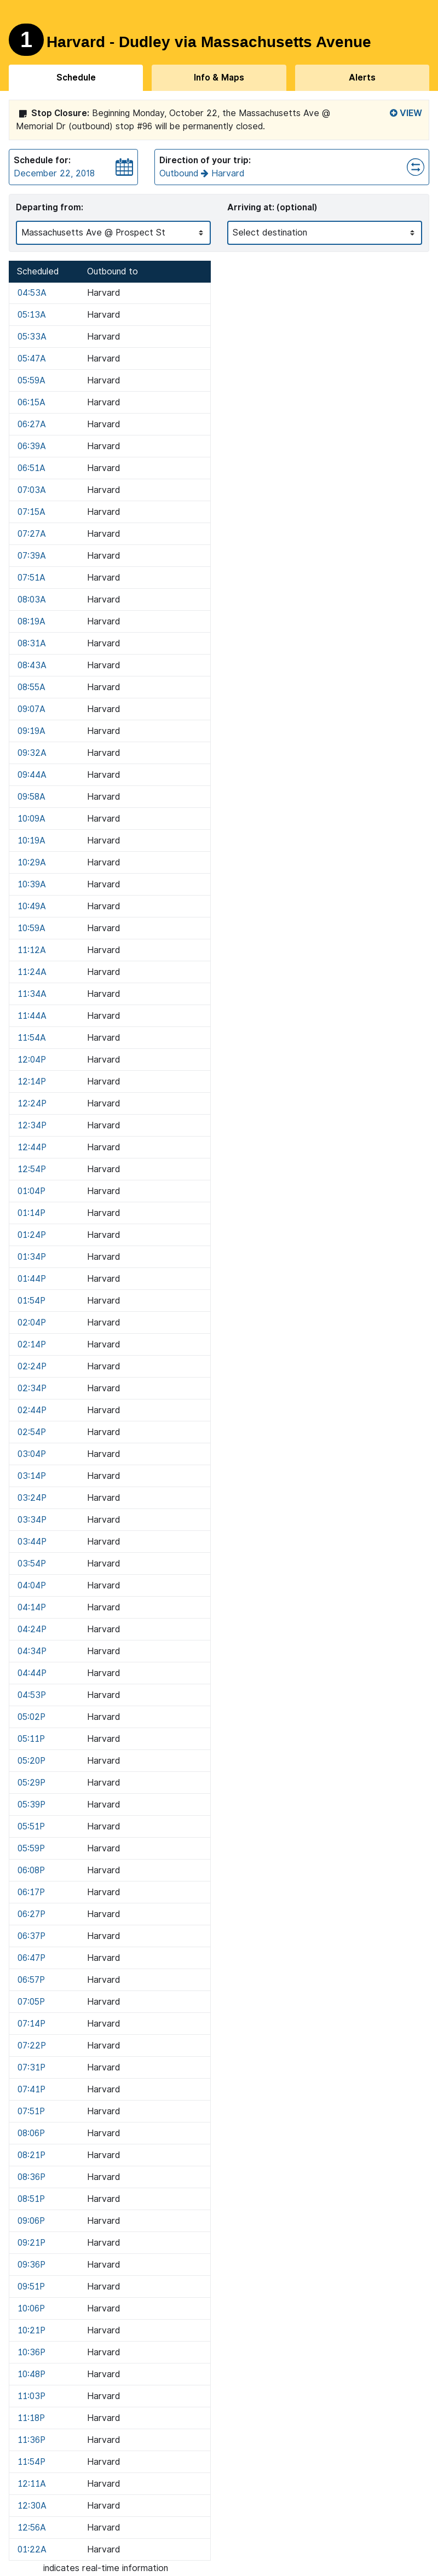 1 Harvard - Dudley via Massachusetts Avenue
Schedule Info & Maps Alerts
Stop Closure: Beginning Monday, October 22, the Massachusetts Ave @ VIEW
Memorial Dr (outbound) stop #96 will be permanently closed.
Schedule for: Direction of your trip:
December 22, 2018 Outbound Harvard
Departing from: Arriving at: (optional)
Massachusetts Ave @ Prospect St Select destination
Scheduled Outbound to
04:53A Harvard
05:13A Harvard
05:33A Harvard
05:47A Harvard
05:59A Harvard
06:15A Harvard
06:27A Harvard
06:39A Harvard
06:51A Harvard
07:03A Harvard
07:15A Harvard
07:27A Harvard
07:39A Harvard
07:51A Harvard
08:03A Harvard
08:19A Harvard
08:31A Harvard
08:43A Harvard
08:55A Harvard
09:07A Harvard
09:19A Harvard
09:32A Harvard
09:44A Harvard
09:58A Harvard
10:09A Harvard
10:19A Harvard
10:29A Harvard
10:39A Harvard
10:49A Harvard
10:59A Harvard
11:12A Harvard
11:24A Harvard
11:34A Harvard
11:44A Harvard
11:54A Harvard
12:04P Harvard
12:14P Harvard
12:24P Harvard
12:34P Harvard
12:44P Harvard
12:54P Harvard
01:04P Harvard
01:14P Harvard
01:24P Harvard
01:34P Harvard
01:44P Harvard
01:54P Harvard
02:04P Harvard
02:14P Harvard
02:24P Harvard
02:34P Harvard
02:44P Harvard
02:54P Harvard
03:04P Harvard
03:14P Harvard
03:24P Harvard
03:34P Harvard
03:44P Harvard
03:54P Harvard
04:04P Harvard
04:14P Harvard
04:24P Harvard
04:34P Harvard
04:44P Harvard
04:53P Harvard
05:02P Harvard
05:11P Harvard
05:20P Harvard
05:29P Harvard
05:39P Harvard
05:51P Harvard
05:59P Harvard
06:08P Harvard
06:17P Harvard
06:27P Harvard
06:37P Harvard
06:47P Harvard
06:57P Harvard
07:05P Harvard
07:14P Harvard
07:22P Harvard
07:31P Harvard
07:41P Harvard
07:51P Harvard
08:06P Harvard
08:21P Harvard
08:36P Harvard
08:51P Harvard
09:06P Harvard
09:21P Harvard
09:36P Harvard
09:51P Harvard
10:06P Harvard
10:21P Harvard
10:36P Harvard
10:48P Harvard
11:03P Harvard
11:18P Harvard
11:36P Harvard
11:54P Harvard
12:11A Harvard
12:30A Harvard
12:56A Harvard
01:22A Harvard
indicates real-time information